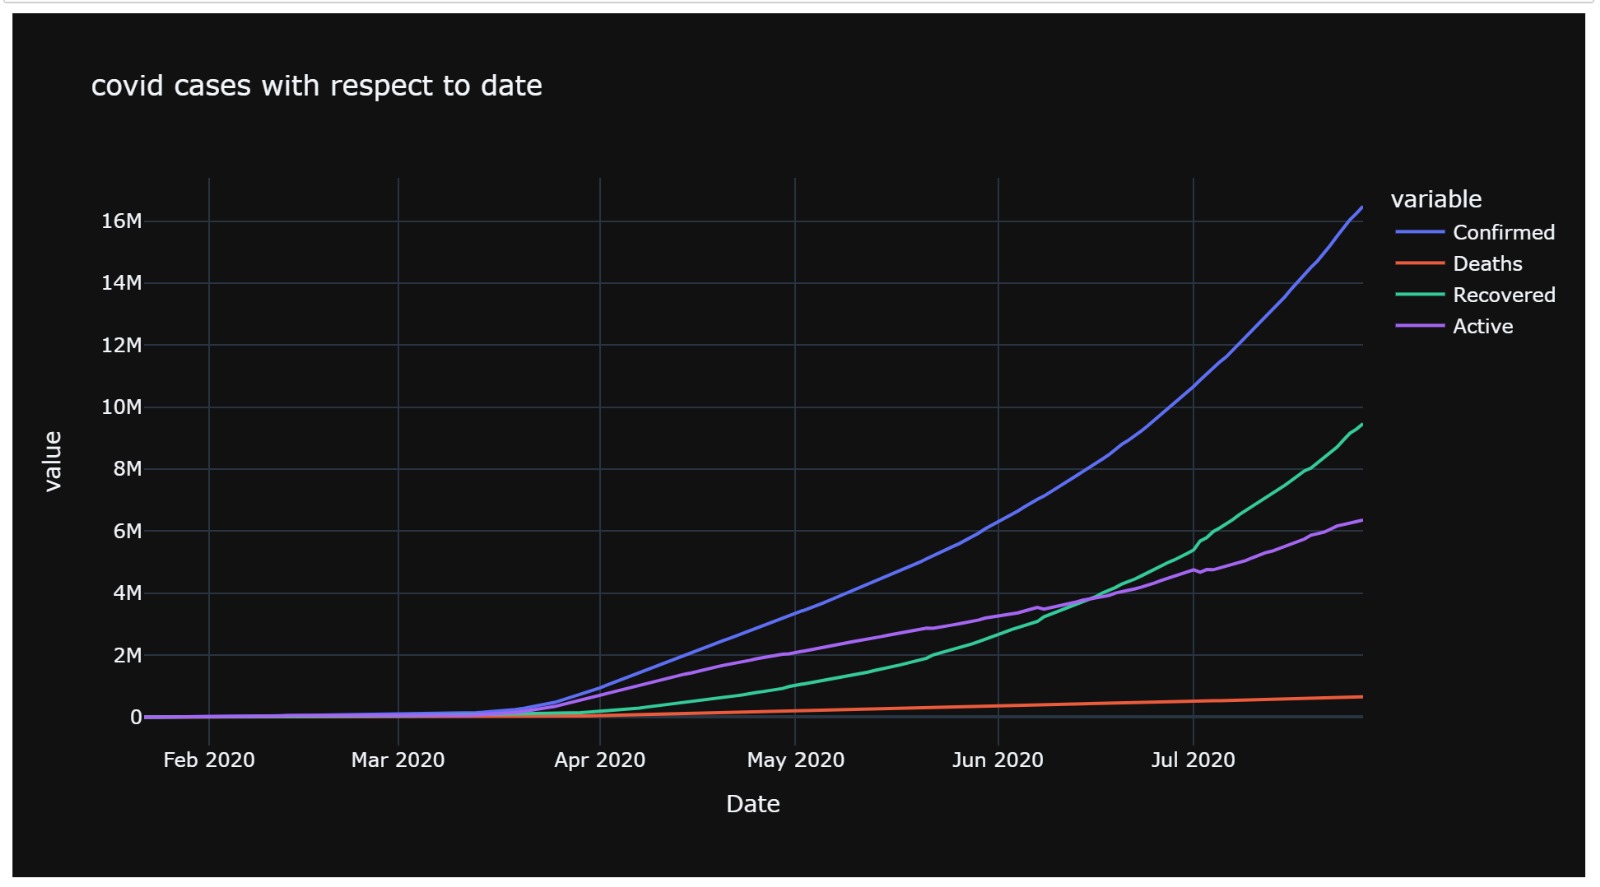 covid cases with respect to date
variable
Confirmed
Deaths
Recovered
Active
16M
14M
12M
10M
8M
6M
4M
2M
0
value
Feb 2020
Mar 2020
Apr 2020
May 2020
Jun 2020
Jul 2020
Date